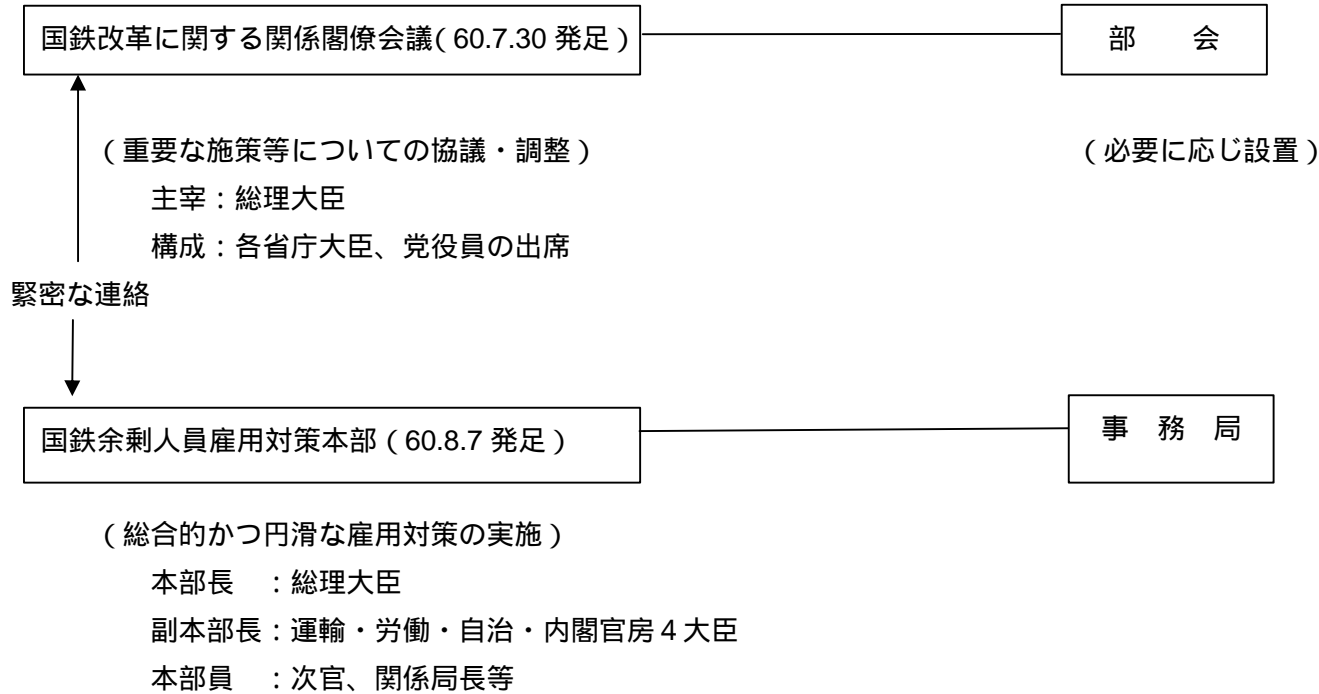 国鉄改革に関する関係閣僚会議(60.7.30 発足)
部　会
(重要な施策等についての協議・調整)
(必要に応じ設置)
主宰：総理大臣
構成：各省庁大臣、党役員の出席
緊密な連絡
国鉄余剰人員雇用対策本部(60.8.7 発足)
事　務　局
(総合的かつ円滑な雇用対策の実施)
本部長　：総理大臣
副本部長：運輸・労働・自治・内閣官房４大臣
本部員　：次官、関係局長等